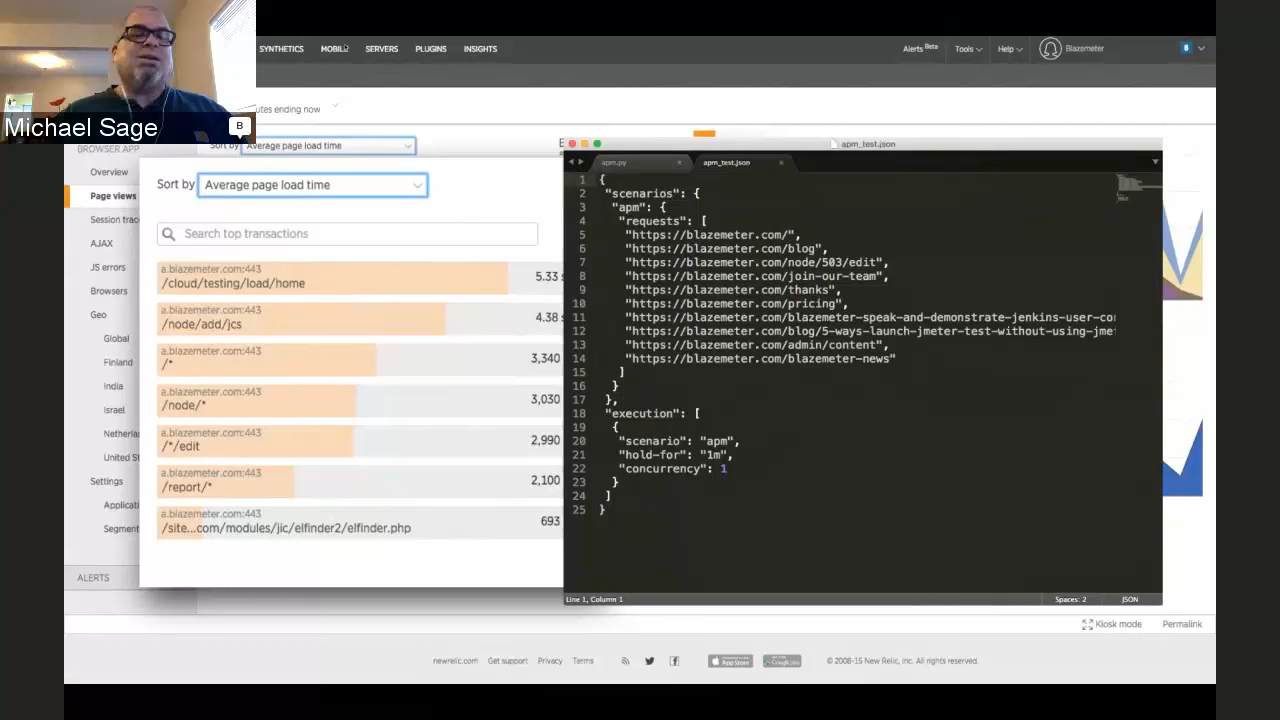 SYNTHETICS MOBILE SERVERS PLUGINS INSIGHTS
Alerts Beta Tools Help Blazemeter 8
utes ending now
Michael Sage B
BROWSER APP
Sort by Average page load time
Overview
Page views
Session trac
AJAX
JS errors
Browsers
Geo
Global
Finland
India
Israel
Netherla
United St
Settings
Applicati
Segment
ALERTS
Sort by Average page load time
Search top transactions
a.blazemeter.com:443
/cloud/testing/load/home 5.33 s
a.blazemeter.com:443
/node/add/jcs 4.38
a.blazemeter.com:443
/* 3,340
a.blazemeter.com:443
/node/* 3,030
a.blazemeter.com:443
/*/edit 2,990
a.blazemeter.com:443
/report/* 2,100
a.blazemeter.com:443
/site...com/modules/jic/elfinder2/elfinder.php 693
apm_test.json
apm.py apm_test.json
1 {
2 "scenarios": {
3 "apm": {
4 "requests": [
5 "https://blazemeter.com/",
6 "https://blazemeter.com/blog",
7 "https://blazemeter.com/node/503/edit",
8 "https://blazemeter.com/join-our-team",
9 "https://blazemeter.com/thanks",
10 "https://blazemeter.com/pricing",
11 "https://blazemeter.com/blazemeter-speak-and-demonstrate-jenkins-user-co
12 "https://blazemeter.com/blog/5-ways-launch-jmeter-test-without-using-jme
13 "https://blazemeter.com/admin/content",
14 "https://blazemeter.com/blazemeter-news"
15 ]
16 }
17 },
18 "execution": [
19 {
20 "scenario": "apm",
21 "hold-for": "1m",
22 "concurrency": 1
23 }
24 ]
25 }
Line 1, Column 1 Spaces: 2 JSON
Kiosk mode Permalink
newrelic.com Get support Privacy Terms App Store Google play © 2008-15 New Relic, Inc. All rights reserved.